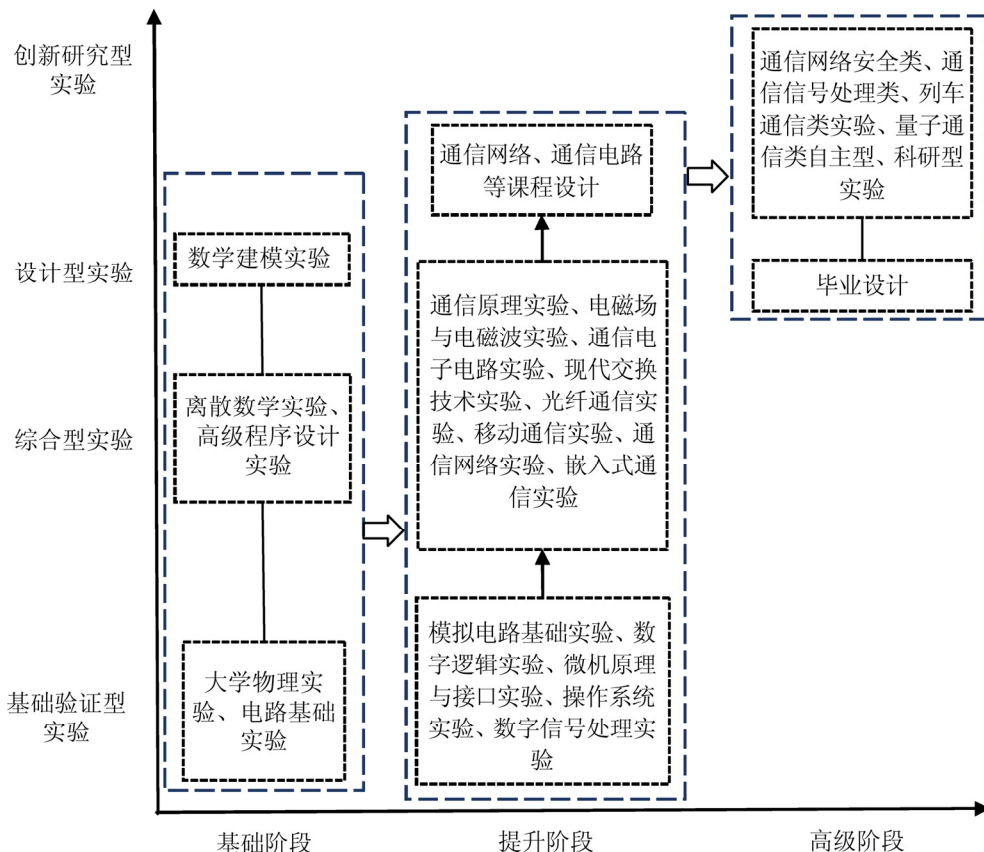 创新研究型
实验
设计型实验
综合型实验
基础验证型
实验
数学建模实验
离散数学实验、
高级程序设计
实验
大学物理实
验、电路基础
实验
通信网络、通信电路
等课程设计
通信原理实验、电磁场
与电磁波实验、通信电
子电路实验、现代交换
技术实验、光纤通信实
验、移动通信实验、通
信网络实验、嵌入式通
信实验
模拟电路基础实验、数
字逻辑实验、微机原理
与接口实验、操作系统
实验、数字信号处理实
验
通信网络安全类、通
信信号处理类、列车
通信类实验、量子通
信类自主型、科研型
实验
毕业设计
基础阶段
提升阶段
高级阶段